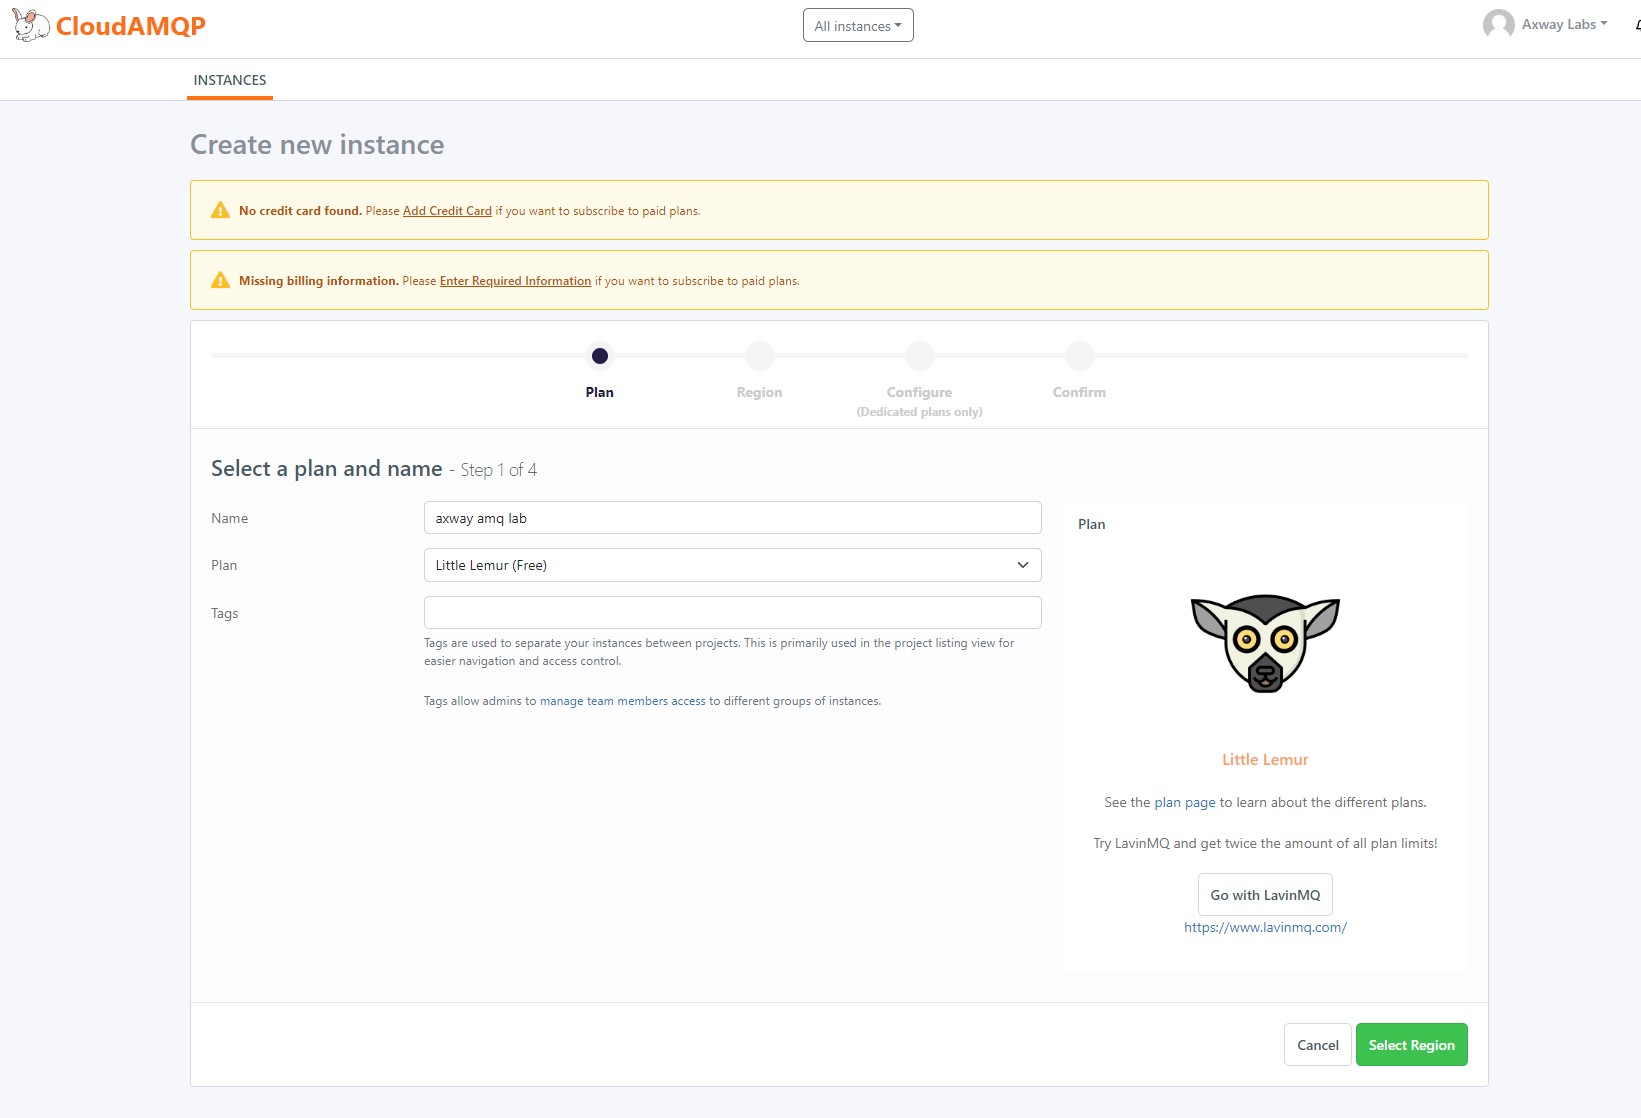 CloudAMQP
All instances
Axway Labs
INSTANCES
Create new instance
No credit card found. Please Add Credit Card if you want to subscribe to paid plans.
Missing billing information. Please Enter Required Information if you want to subscribe to paid plans.
Plan
Region
Configure
(Dedicated plans only)
Confirm
Select a plan and name - Step 1 of 4
Name
axway amq lab
Plan
Little Lemur (Free)
Tags
Tags are used to separate your instances between projects. This is primarily used in the project listing view for
easier navigation and access control.
Tags allow admins to manage team members access to different groups of instances.
Plan
Little Lemur
See the plan page to learn about the different plans.
Try LavinMQ and get twice the amount of all plan limits!
Go with LavinMQ
https://www.lavinmq.com/
Cancel
Select Region